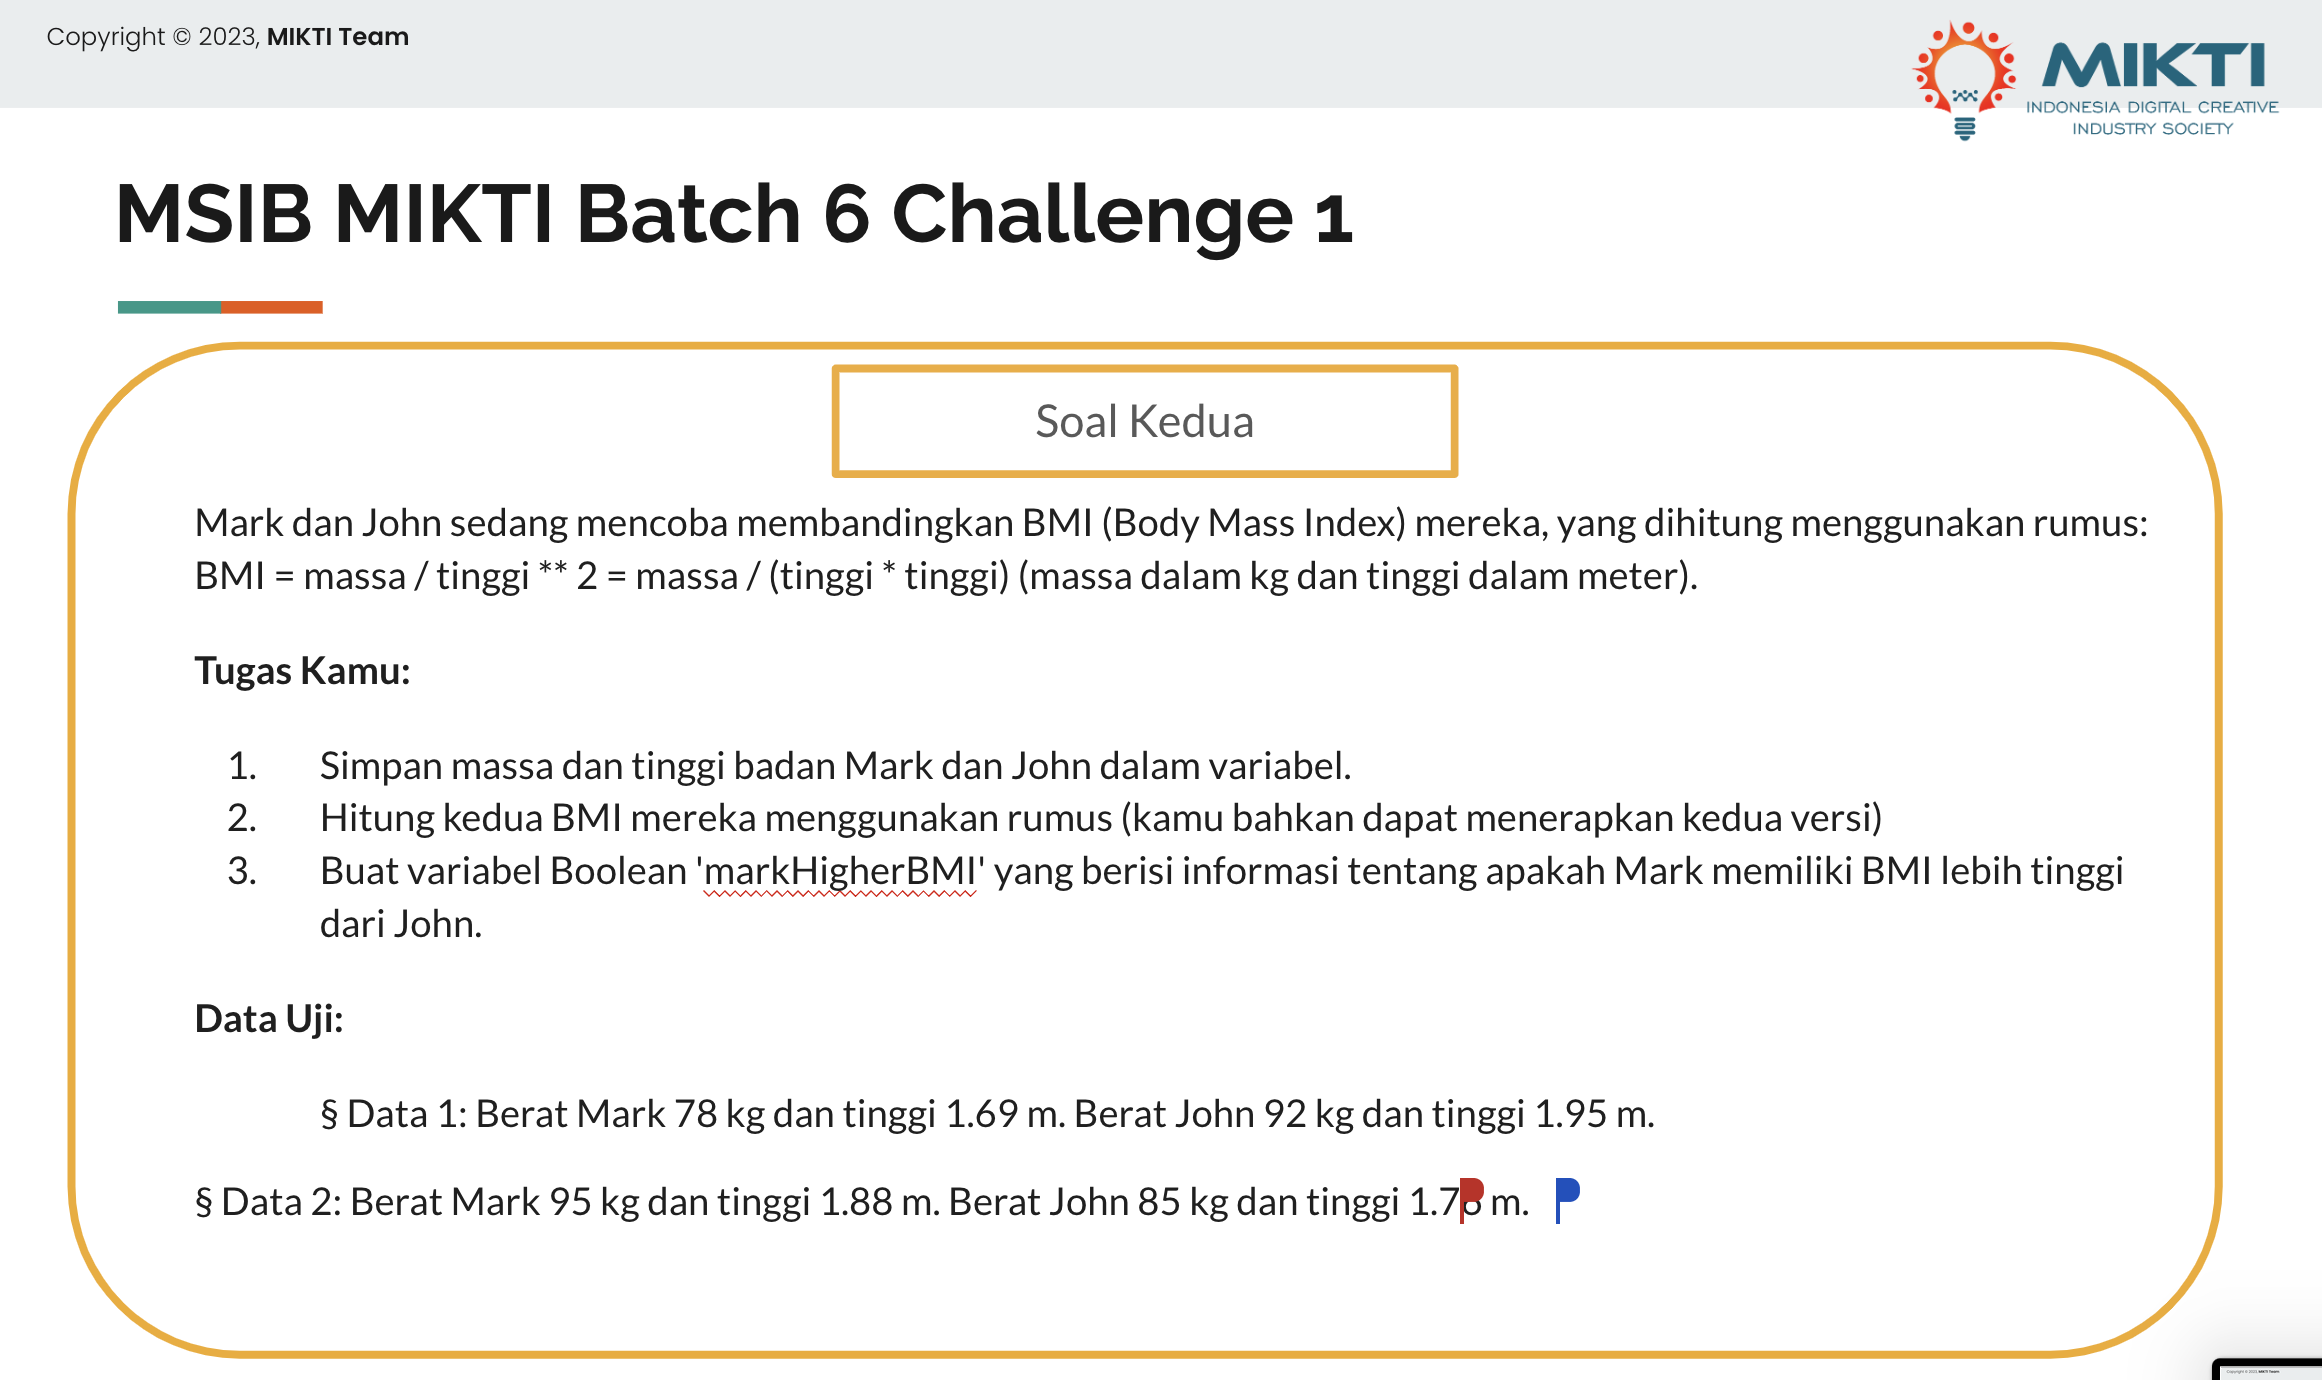 Copyright © 2023, MIKTI Team
MIKTI
INDONESIA DIGITAL CREATIVE
INDUSTRY SOCIETY
MSIB MIKTI Batch 6 Challenge 1
Soal Kedua
Mark dan John sedang mencoba membandingkan BMI (Body Mass Index) mereka, yang dihitung menggunakan rumus:
BMI = massa / tinggi ** 2 = massa / (tinggi * tinggi) (massa dalam kg dan tinggi dalam meter).
Tugas Kamu:
1. Simpan massa dan tinggi badan Mark dan John dalam variabel.
2. Hitung kedua BMI mereka menggunakan rumus (kamu bahkan dapat menerapkan kedua versi)
3. Buat variabel Boolean 'markHigherBMI' yang berisi informasi tentang apakah Mark memiliki BMI lebih tinggi
dari John.
Data Uji:
§ Data 1: Berat Mark 78 kg dan tinggi 1.69 m. Berat John 92 kg dan tinggi 1.95 m.
§ Data 2: Berat Mark 95 kg dan tinggi 1.88 m. Berat John 85 kg dan tinggi m.
Copyright © 2023, MIKTI Team